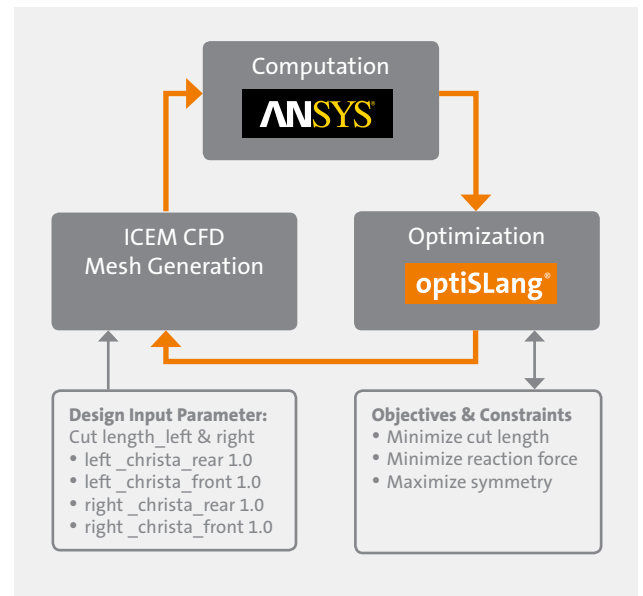 Computation
ANSYS®
ICEM CFD
Mesh Generation
Optimization
optiSLang®
Design Input Parameter:
Cut length_left & right
• left _christa_rear 1.0
• left _christa_front 1.0
• right _christa_rear 1.0
• right _christa_front 1.0
Objectives & Constraints
• Minimize cut length
• Minimize reaction force
• Maximize symmetry